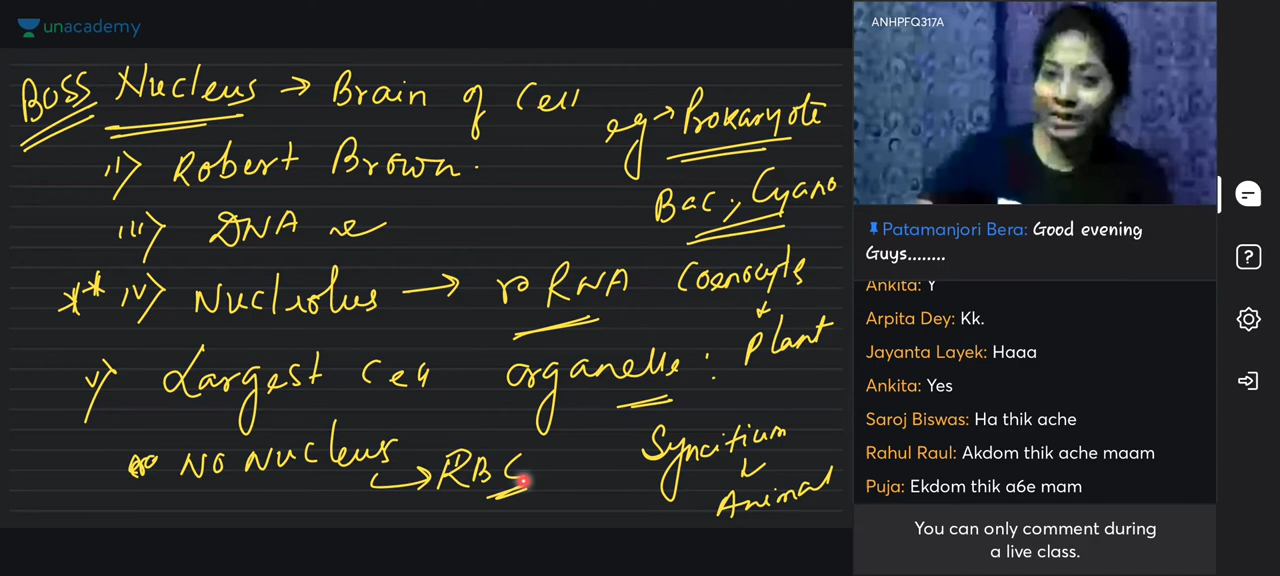 unacademy
BOSS Nucleus → Brain of Cell
ii) Robert Brown.
iii) DNA
** iv) Nucleolus → RNA
v) Largest Cell organelle :
No Nucleus → RBC
eg → Prokaryote
Bac, Cyano
Coenocyte
↓
Plant
Syncitium
↓
Animal
ANHPFQ317A
Patamanjori Bera: Good evening
Guys........
Ankita: Y
Arpita Dey: Kk.
Jayanta Layek: Haaa
Ankita: Yes
Saroj Biswas: Ha thik ache
Rahul Raul: Akdom thik ache maam
Puja: Ekdom thik a6e mam
You can only comment during
a live class.
?